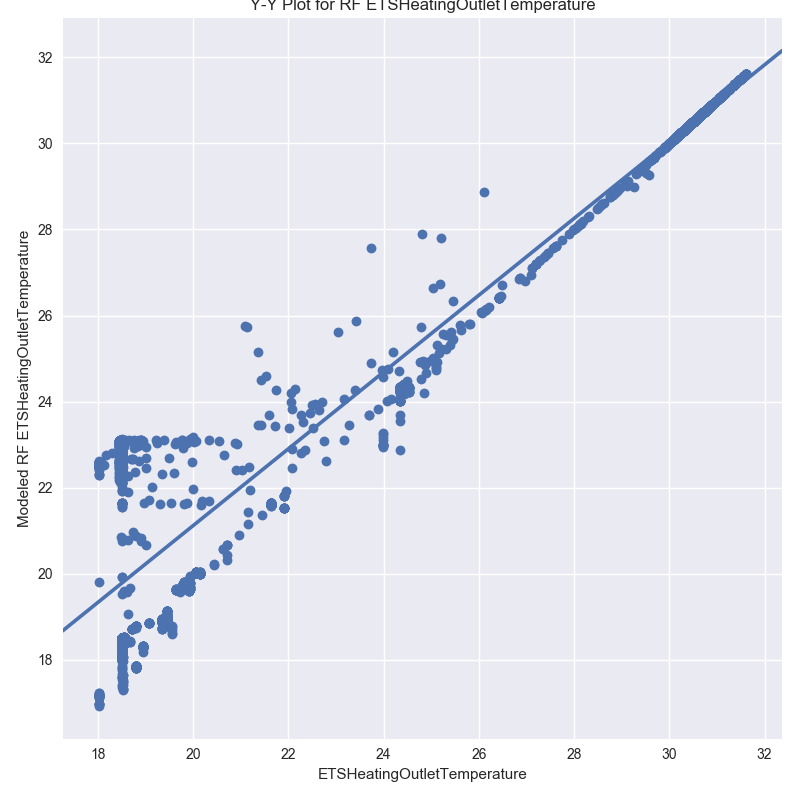 Y-Y Plot for RF ETSHeatingOutletTemperature
32
30
28
26
24
22
20
18
Modeled RF ETSHeatingOutletTemperature
18 20 22 24 26 28 30 32
ETSHeatingOutletTemperature